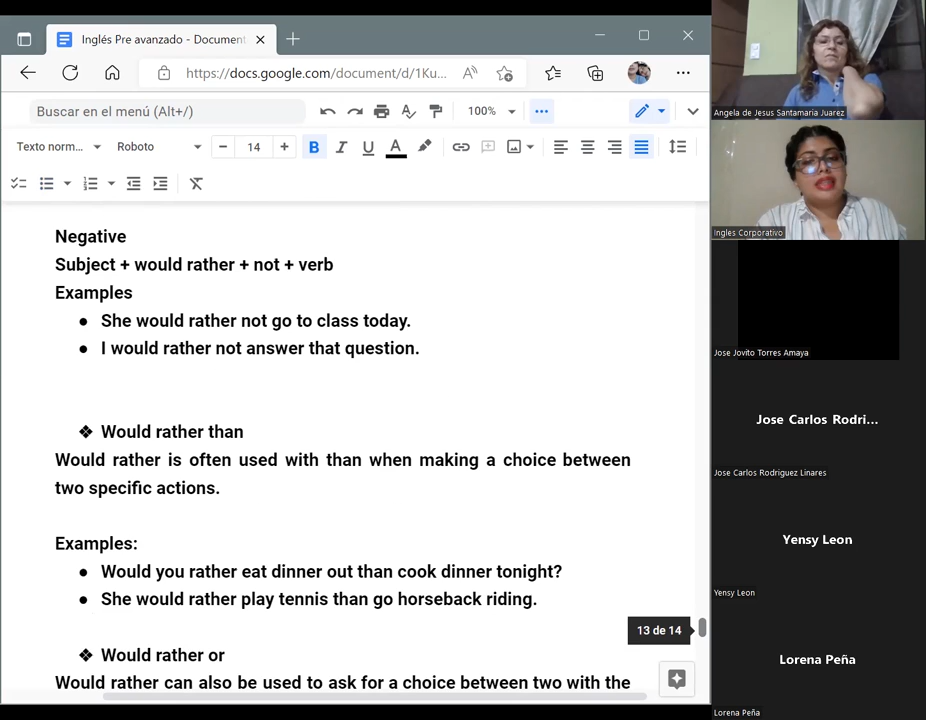 Inglés Pre avanzado - Document
https://docs.google.com/document/d/1Ku...
Buscar en el menú (Alt+/)
100%
Texto norm...
Roboto
14
B
I
U
A
Negative
Subject + would rather + not + verb
Examples
● She would rather not go to class today.
● I would rather not answer that question.
❖ Would rather than
Would rather is often used with than when making a choice between
two specific actions.
Examples:
● Would you rather eat dinner out than cook dinner tonight?
● She would rather play tennis than go horseback riding.
❖ Would rather or
Would rather can also be used to ask for a choice between two with the
13 de 14
Angela de Jesus Santamaria Juarez
Ingles Corporativo
Jose Jovito Torres Amaya
Jose Carlos Rodri...
Jose Carlos Rodriguez Linares
Yensy Leon
Yensy Leon
Lorena Peña
Lorena Peña